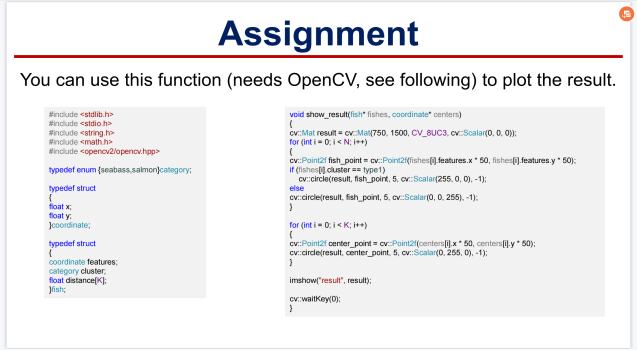 Assignment
You can use this function (needs OpenCV, see following) to plot the result.
#include <stdlib.h>
#include <stdio.h>
#include <string.h>
#include <math.h>
#include <opencv2/opencv.hpp>
typedef enum {seabass,salmon}category;
typedef struct
{
float x;
float y;
}coordinate;
typedef struct
{
coordinate features;
category cluster;
float distance[K];
}fish;
void show_result(fish* fishes, coordinate* centers)
{
cv::Mat result = cv::Mat(750, 1500, CV_8UC3, cv::Scalar(0, 0, 0));
for (int i = 0; i < N; i++)
{
cv::Point2f fish_point = cv::Point2f(fishes[i].features.x * 50, fishes[i].features.y * 50);
if (fishes[i].cluster == type1)
cv::circle(result, fish_point, 5, cv::Scalar(255, 0, 0), -1);
else
cv::circle(result, fish_point, 5, cv::Scalar(0, 0, 255), -1);
}
for (int i = 0; i < K; i++)
{
cv::Point2f center_point = cv::Point2f(centers[i].x * 50, centers[i].y * 50);
cv::circle(result, center_point, 5, cv::Scalar(0, 255, 0), -1);
}
imshow("result", result);
cv::waitKey(0);
}